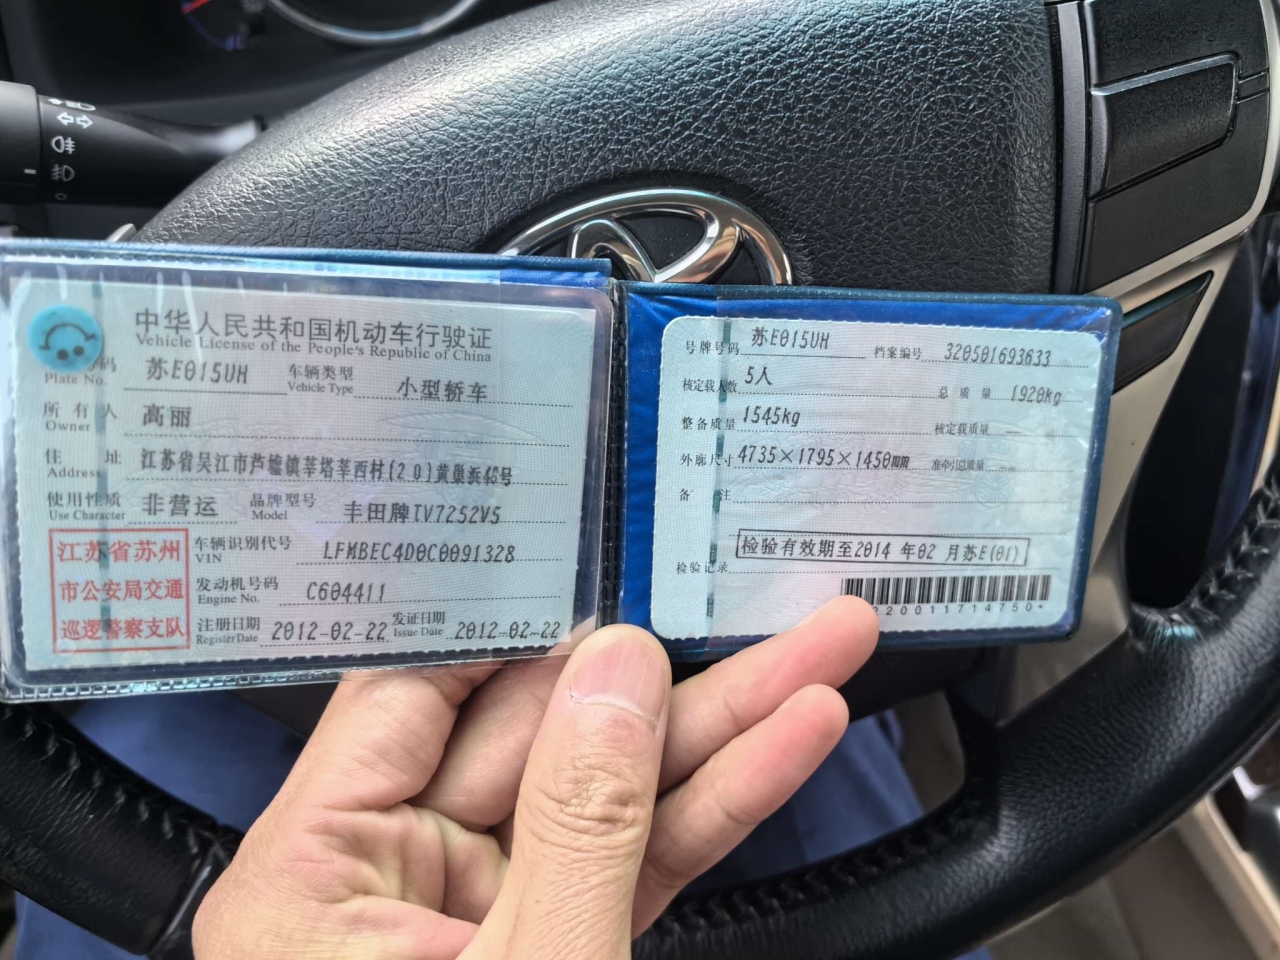 中华人民共和国机动车行驶证
Vehicle License of the People's Republic of China
号码 苏E015UH 车辆类型 小型轿车
Plate No. Vehicle Type
所有人 高丽
Owner
住址 江苏省吴江市芦墟镇莘塔莘西村(20)黄巢浜46号
Address
使用性质 非营运 品牌型号 丰田牌TV7252V5
Use Character Model
江苏省苏州
市公安局交通
巡逻警察支队
车辆识别代号 LFMBEC4D0C0091328
VIN
发动机号码 C604411
Engine No.
注册日期 2012-02-22 发证日期 2012-02-22
Register Date Issue Date
号牌号码 苏E015UH 档案编号 320501693633
核定载人数 5人 总质量 1920kg
整备质量 1545kg 核定载质量 —
外廓尺寸 4735×1795×1450mm 准牵引总质量 —
备注
检验有效期至2014年02月苏E(01)
检验记录
220011714750*